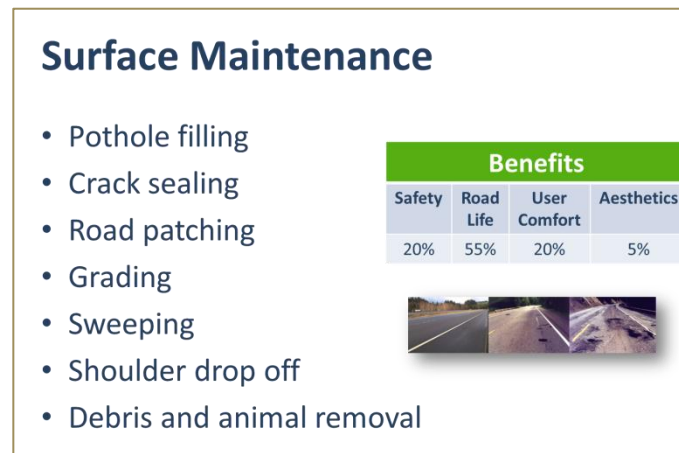 Surface Maintenance
• Pothole filling
• Crack sealing
• Road patching
• Grading
• Sweeping
• Shoulder drop off
• Debris and animal removal
Benefits
Safety Road Life User Comfort Aesthetics
20% 55% 20% 5%